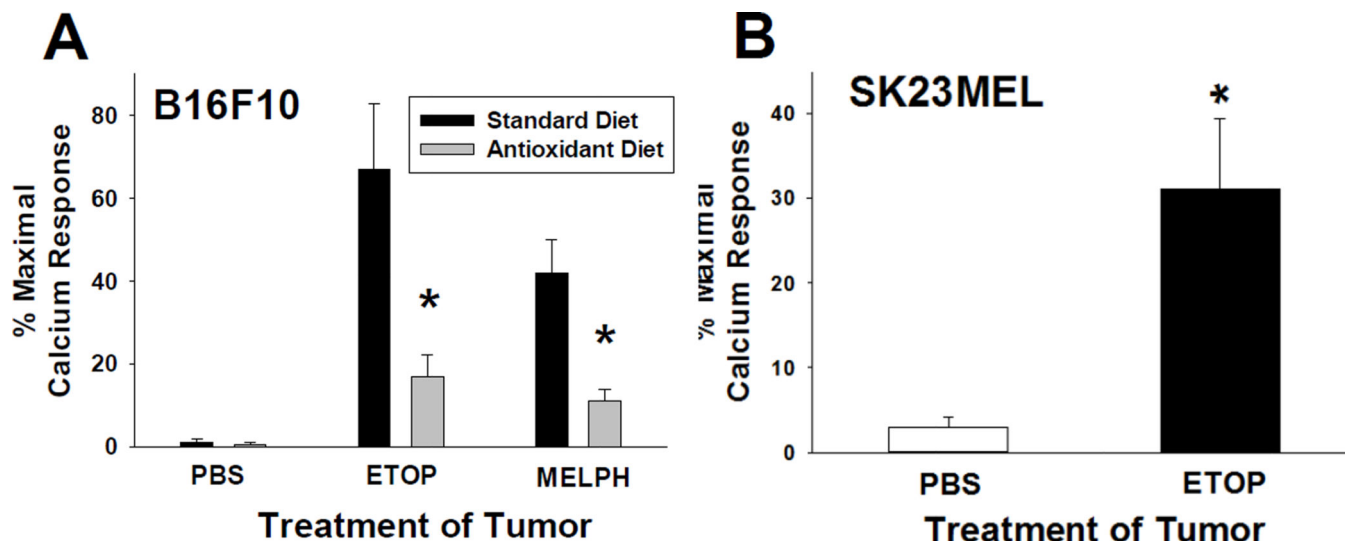 A
B16F10
Standard Diet
Antioxidant Diet
% Maximal
Calcium Response
80
60
40
20
0
*
*
PBS
ETOP
MELPH
Treatment of Tumor
B
SK23MEL
% Maximal
Calcium Response
40
30
20
10
0
*
PBS
ETOP
Treatment of Tumor